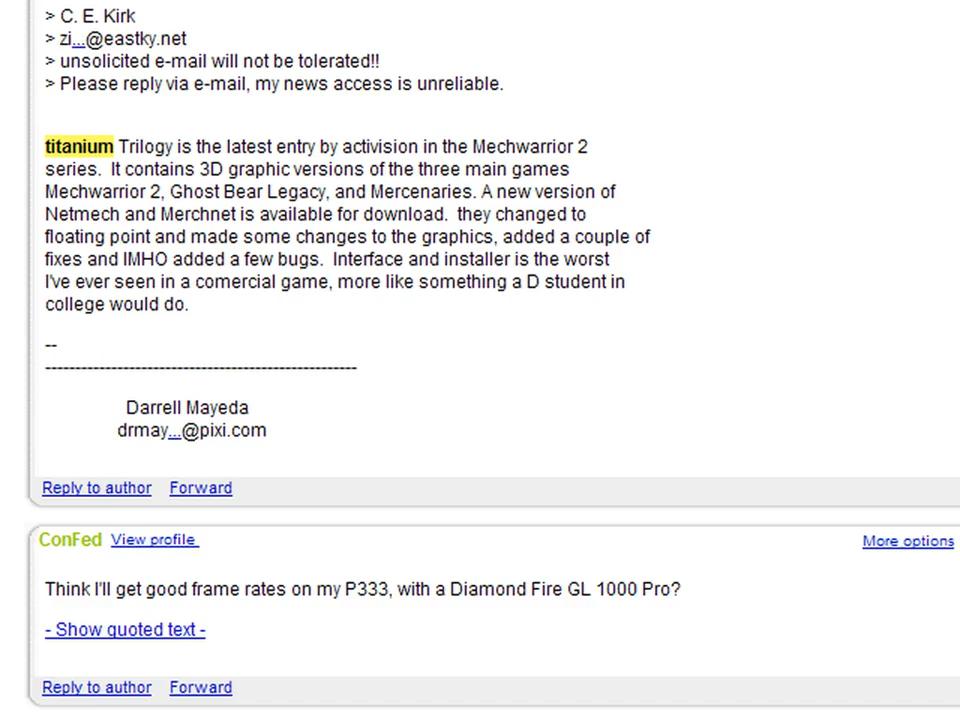 > C. E. Kirk
> zi...@eastky.net
> unsolicited e-mail will not be tolerated!!
> Please reply via e-mail, my news access is unreliable.
titanium Trilogy is the latest entry by activision in the Mechwarrior 2
series.  It contains 3D graphic versions of the three main games
Mechwarrior 2, Ghost Bear Legacy, and Mercenaries. A new version of
Netmech and Merchnet is available for download.  they changed to
floating point and made some changes to the graphics, added a couple of
fixes and IMHO added a few bugs.  Interface and installer is the worst
I've ever seen in a comercial game, more like something a D student in
college would do.
--
----------------------------------------------------
Darrell Mayeda
drmay...@pixi.com
Reply to author Forward
ConFed View profile More options
Think I'll get good frame rates on my P333, with a Diamond Fire GL 1000 Pro?
- Show quoted text -
Reply to author Forward